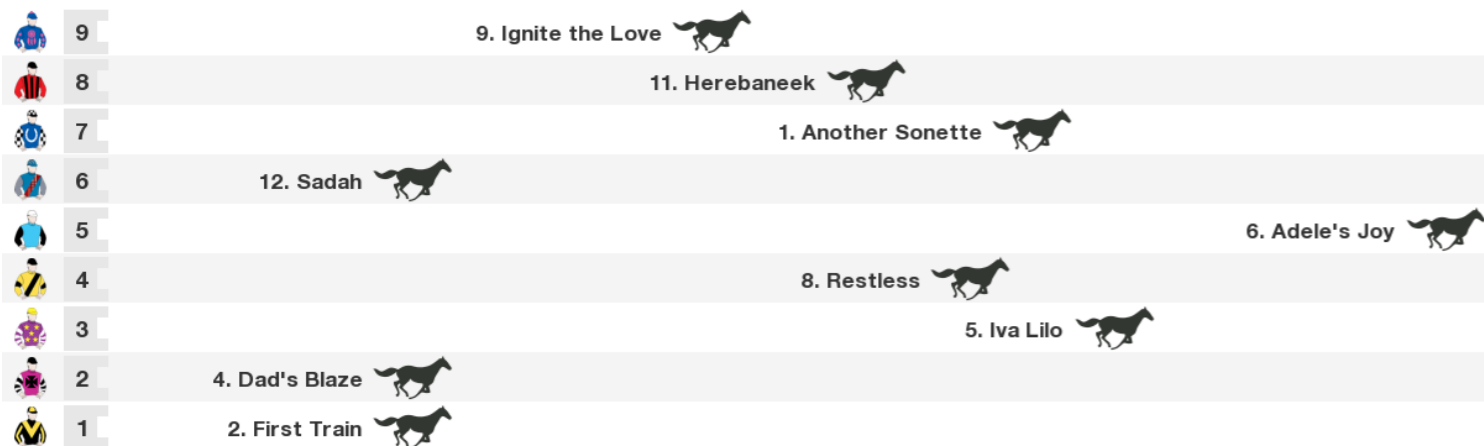 9 9. Ignite the Love
8 11. Herebaneek
7 1. Another Sonette
6 12. Sadah
5 6. Adele's Joy
4 8. Restless
3 5. Iva Lilo
2 4. Dad's Blaze
1 2. First Train